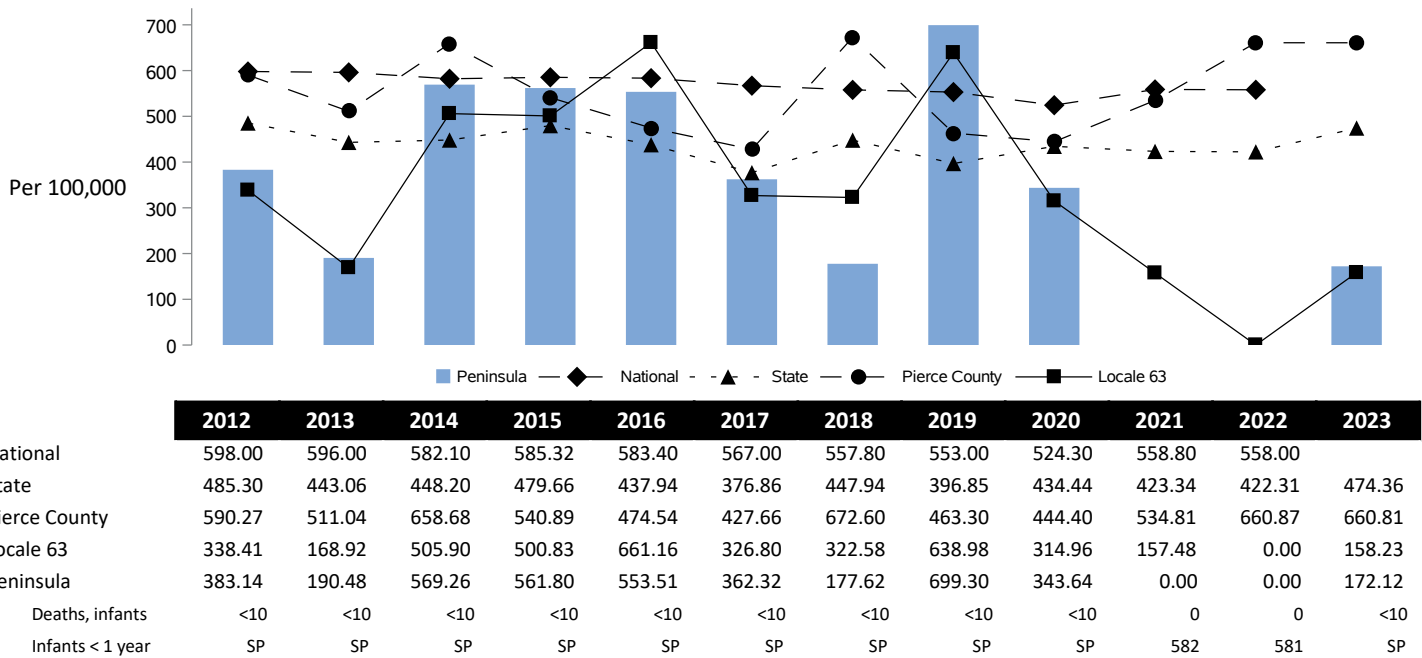 700
600
500
400
300
200
100
0
Per 100,000
Peninsula National State Pierce County Locale 63
2012 2013 2014 2015 2016 2017 2018 2019 2020 2021 2022 2023
ational 598.00 596.00 582.10 585.32 583.40 567.00 557.80 553.00 524.30 558.80 558.00
tate 485.30 443.06 448.20 479.66 437.94 376.86 447.94 396.85 434.44 423.34 422.31 474.36
ierce County 590.27 511.04 658.68 540.89 474.54 427.66 672.60 463.30 444.40 534.81 660.87 660.81
ocale 63 338.41 168.92 505.90 500.83 661.16 326.80 322.58 638.98 314.96 157.48 0.00 158.23
eninsula 383.14 190.48 569.26 561.80 553.51 362.32 177.62 699.30 343.64 0.00 0.00 172.12
Deaths, infants <10 <10 <10 <10 <10 <10 <10 <10 <10 0 0 <10
Infants < 1 year SP SP SP SP SP SP SP SP SP 582 581 SP